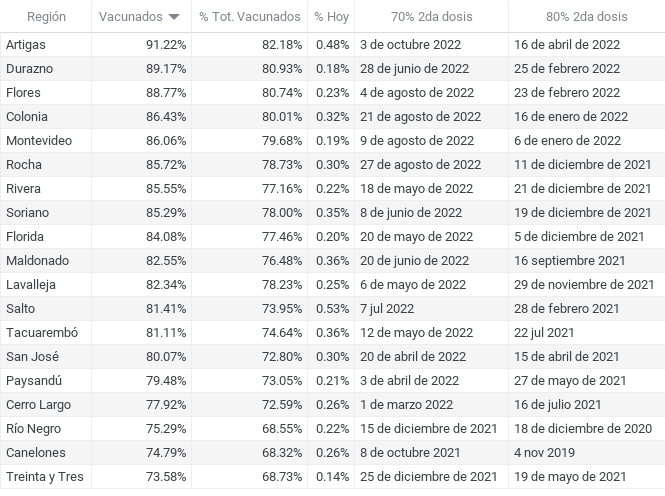 Región Vacunados % Tot. Vacunados % Hoy 70% 2da dosis 80% 2da dosis
Artigas 91.22% 82.18% 0.48% 3 de octubre 2022 16 de abril de 2022
Durazno 89.17% 80.93% 0.18% 28 de junio de 2022 25 de febrero 2022
Flores 88.77% 80.74% 0.23% 4 de agosto de 2022 23 de febrero 2022
Colonia 86.43% 80.01% 0.32% 21 de agosto de 2022 16 de enero de 2022
Montevideo 86.06% 79.68% 0.19% 9 de agosto de 2022 6 de enero de 2022
Rocha 85.72% 78.73% 0.30% 27 de agosto de 2022 11 de diciembre de 2021
Rivera 85.55% 77.16% 0.22% 18 de mayo de 2022 21 de diciembre de 2021
Soriano 85.29% 78.00% 0.35% 8 de junio de 2022 19 de diciembre de 2021
Florida 84.08% 77.46% 0.20% 20 de mayo de 2022 5 de diciembre de 2021
Maldonado 82.55% 76.48% 0.36% 20 de junio de 2022 16 septiembre 2021
Lavalleja 82.34% 78.23% 0.25% 6 de mayo de 2022 29 de noviembre de 2021
Salto 81.41% 73.95% 0.53% 7 jul 2022 28 de febrero 2021
Tacuarembó 81.11% 74.64% 0.36% 12 de mayo de 2022 22 jul 2021
San José 80.07% 72.80% 0.30% 20 de abril de 2022 15 de abril de 2021
Paysandú 79.48% 73.05% 0.21% 3 de abril de 2022 27 de mayo de 2021
Cerro Largo 77.92% 72.59% 0.26% 1 de marzo 2022 16 de julio 2021
Río Negro 75.29% 68.55% 0.22% 15 de diciembre de 2021 18 de diciembre de 2020
Canelones 74.79% 68.32% 0.26% 8 de octubre 2021 4 nov 2019
Treinta y Tres 73.58% 68.73% 0.14% 25 de diciembre de 2021 19 de mayo de 2021